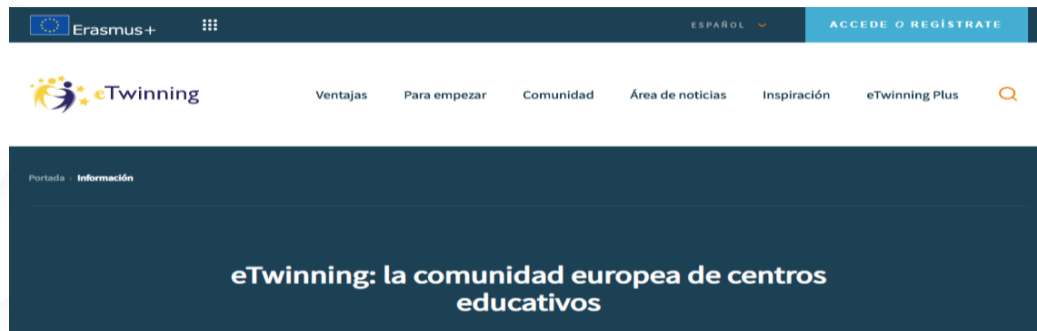 Erasmus+ ESPAÑOL ACCEDE O REGÍSTRATE
eTwinning Ventajas Para empezar Comunidad Área de noticias Inspiración eTwinning Plus
Portada · Información
eTwinning: la comunidad europea de centros
educativos